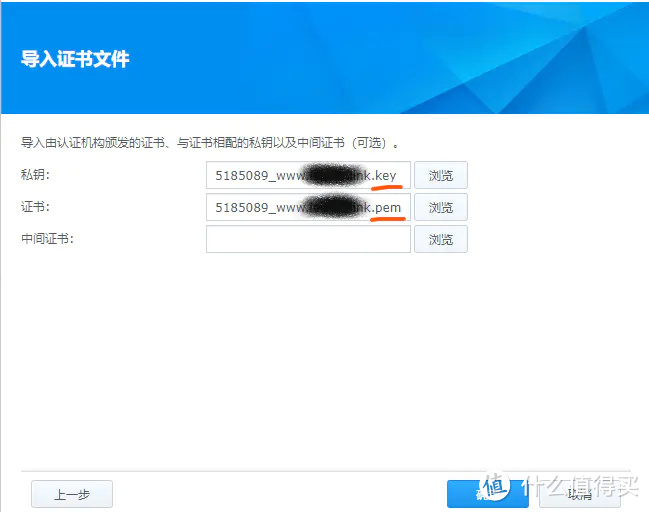 导入证书文件
导入由认证机构颁发的证书、与证书相配的私钥以及中间证书（可选）。
私钥： 5185089_www.nk.key 浏览
证书： 5185089_www.nk.pem 浏览
中间证书： 浏览
上一步 取消
值 什么值得买